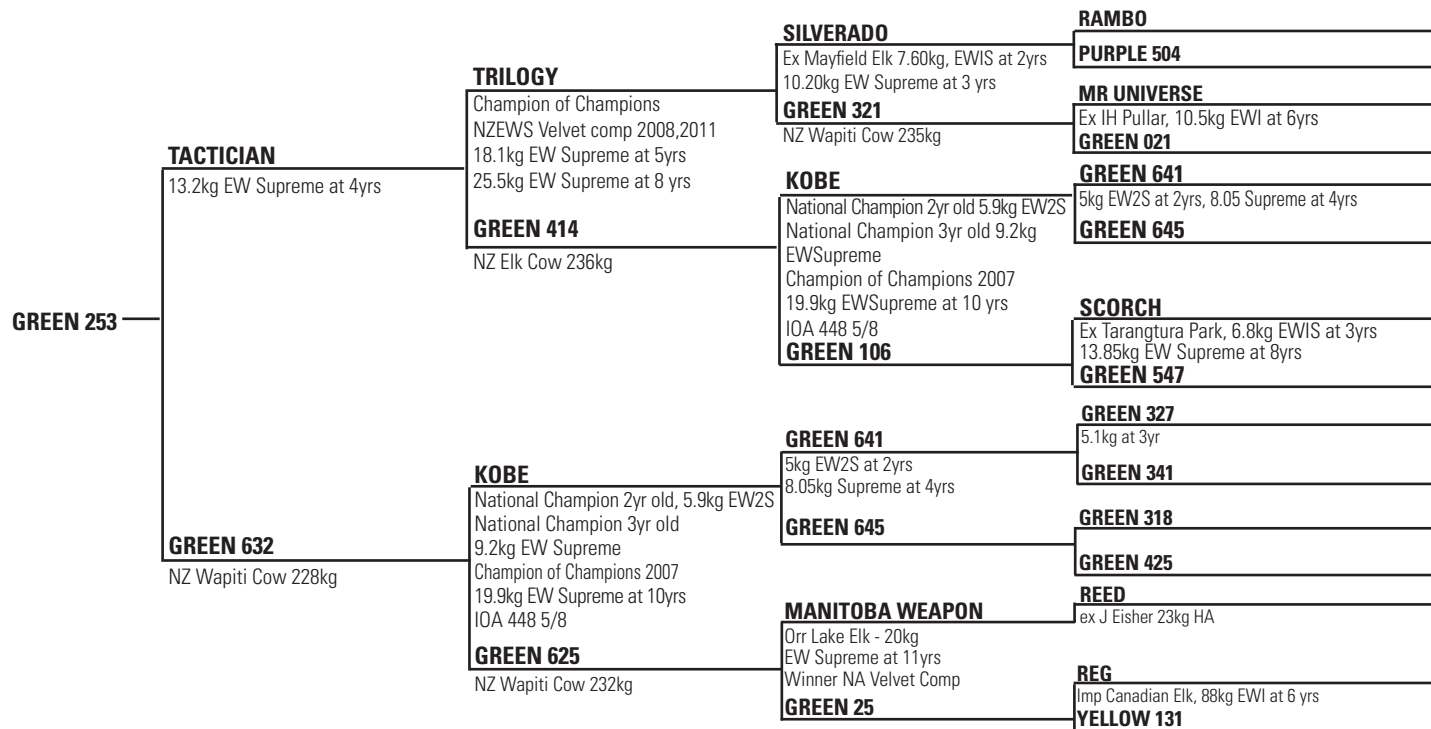 GREEN 253
TACTICIAN
13.2kg EW Supreme at 4yrs
GREEN 632
NZ Wapiti Cow 228kg
TRILOGY
Champion of Champions
NZEWS Velvet comp 2008,2011
18.1kg EW Supreme at 5yrs
25.5kg EW Supreme at 8 yrs
GREEN 414
NZ Elk Cow 236kg
KOBE
National Champion 2yr old, 5.9kg EW2S
National Champion 3yr old
9.2kg EW Supreme
Champion of Champions 2007
19.9kg EW Supreme at 10yrs
IOA 448 5/8
GREEN 625
NZ Wapiti Cow 232kg
SILVERADO
Ex Mayfield Elk 7.60kg, EWIS at 2yrs
10.20kg EW Supreme at 3 yrs
GREEN 321
NZ Wapiti Cow 235kg
KOBE
National Champion 2yr old 5.9kg EW2S
National Champion 3yr old 9.2kg
EWSupreme
Champion of Champions 2007
19.9kg EWSupreme at 10 yrs
IOA 448 5/8
GREEN 106
GREEN 641
5kg EW2S at 2yrs
8.05kg Supreme at 4yrs
GREEN 645
MANITOBA WEAPON
Orr Lake Elk - 20kg
EW Supreme at 11yrs
Winner NA Velvet Comp
GREEN 25
RAMBO
PURPLE 504
MR UNIVERSE
Ex IH Pullar, 10.5kg EWI at 6yrs
GREEN 021
GREEN 641
5kg EW2S at 2yrs, 8.05 Supreme at 4yrs
GREEN 645
SCORCH
Ex Tarangtura Park, 6.8kg EWIS at 3yrs
13.85kg EW Supreme at 8yrs
GREEN 547
GREEN 327
5.1kg at 3yr
GREEN 341
GREEN 318
GREEN 425
REED
ex J Eisher 23kg HA
REG
Imp Canadian Elk, 88kg EWI at 6 yrs
YELLOW 131